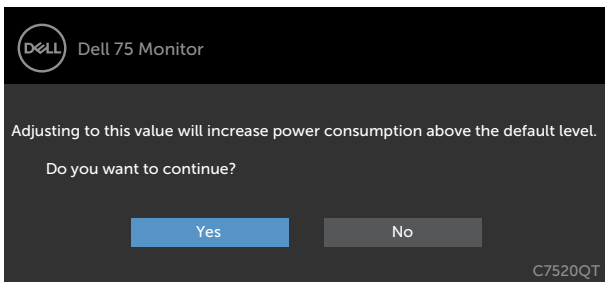 DELL
Dell 75 Monitor
Adjusting to this value will increase power consumption above the default level.
Do you want to continue?
Yes
No
C7520QT